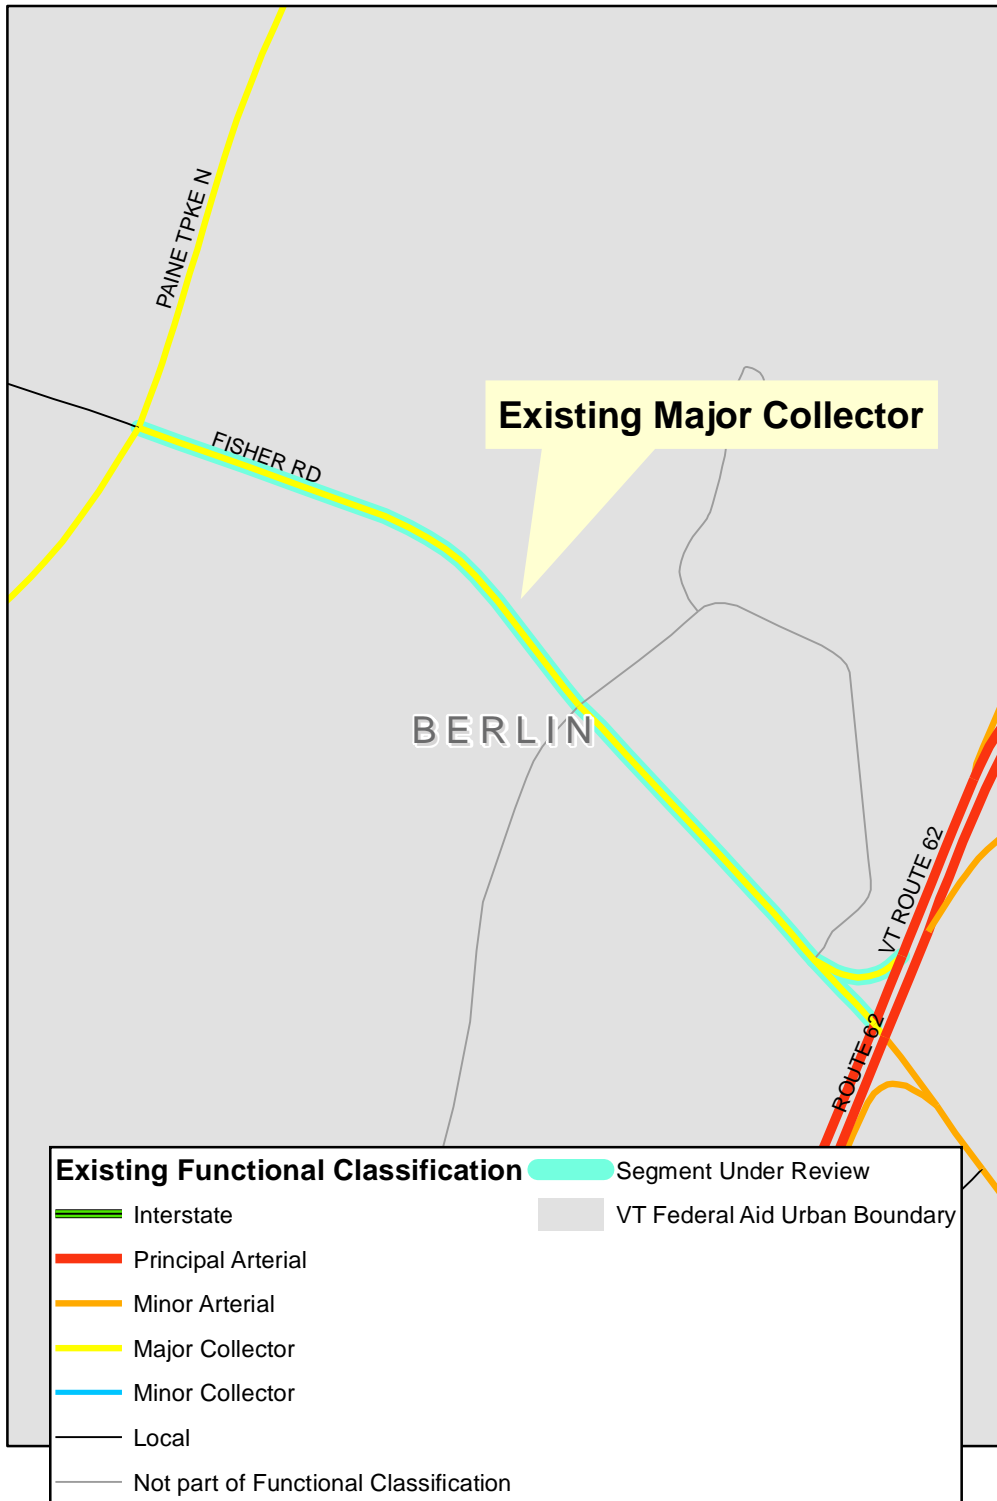 PAINE TPKE N
Existing Major Collector
FISHER RD
BERLIN
VT ROUTE 62
ROUTE 62
Existing Functional Classification
Interstate
Principal Arterial
Minor Arterial
Major Collector
Minor Collector
Local
Not part of Functional Classification
Segment Under Review
VT Federal Aid Urban Boundary